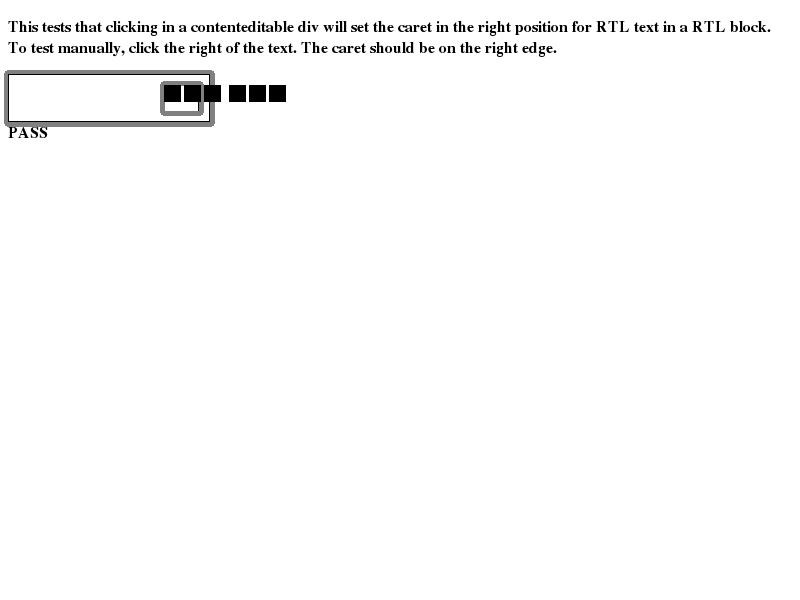 This tests that clicking in a contenteditable div will set the caret in the right position for RTL text in a RTL block.
To test manually, click the right of the text. The caret should be on the right edge.
PASS